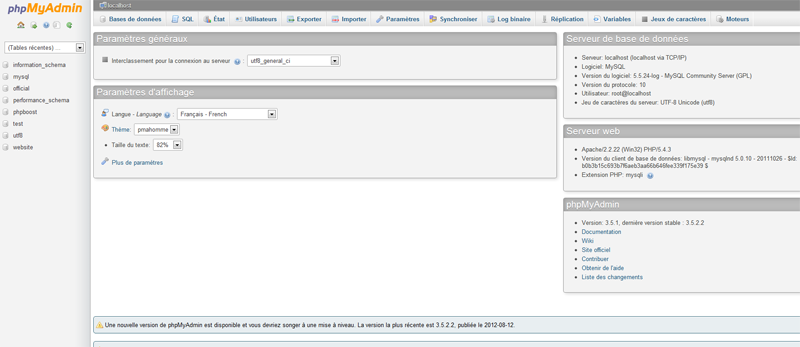 phpMyAdmin
localhost
Bases de données SQL État Utilisateurs Exporter Importer Paramètres Synchroniser Log binaire Réplication Variables Jeux de caractères Moteurs
(Tables récentes) ...
information_schema
mysql
official
performance_schema
phpboost
test
utf8
website
Paramètres généraux
Interclassement pour la connexion au serveur : utf8_general_ci
Paramètres d'affichage
Langue - Language : Français - French
Thème: pmahomme
Taille du texte: 82%
Plus de paramètres
Serveur de base de données
Serveur: localhost (localhost via TCP/IP)
Logiciel: MySQL
Version du logiciel: 5.5.24-log - MySQL Community Server (GPL)
Version du protocole: 10
Utilisateur: root@localhost
Jeu de caractères du serveur: UTF-8 Unicode (utf8)
Serveur web
Apache/2.2.22 (Win32) PHP/5.4.3
Version du client de base de données: libmysql - mysqlnd 5.0.10 - 20111026 - $Id:
b0b3b15c693b7f6aeb3aa66b646fee339f175e39 $
Extension PHP: mysqli
phpMyAdmin
Version: 3.5.1, dernière version stable : 3.5.2.2
Documentation
Wiki
Site officiel
Contribuer
Obtenir de l'aide
Liste des changements
Une nouvelle version de phpMyAdmin est disponible et vous devriez songer à une mise à niveau. La version la plus récente est 3.5.2.2, publiée le 2012-08-12.